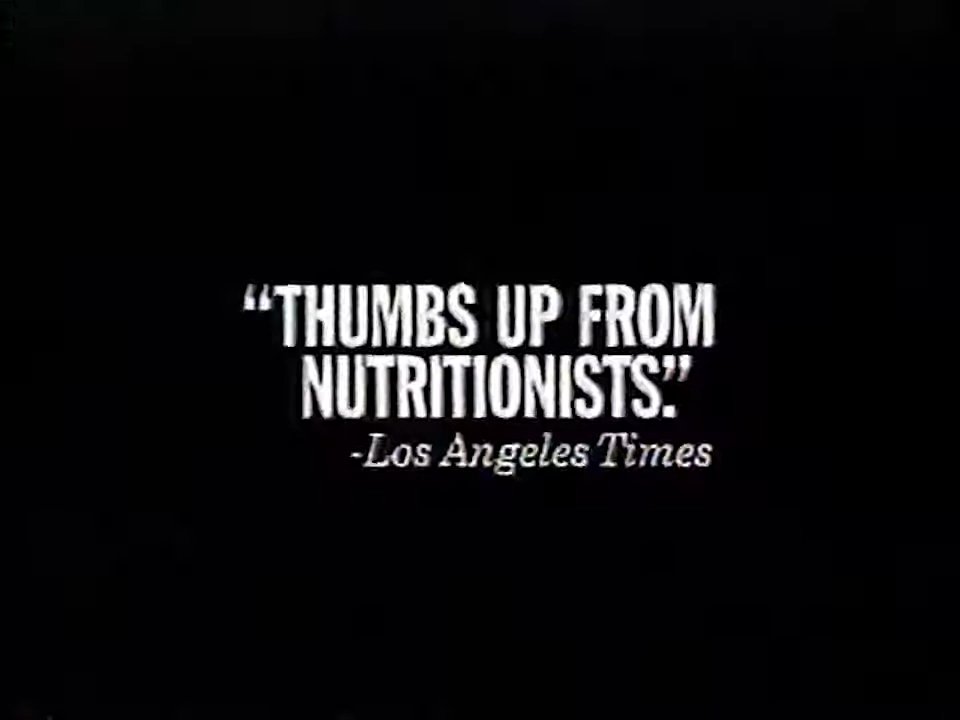 “THUMBS UP FROM
NUTRITIONISTS.”
-Los Angeles Times